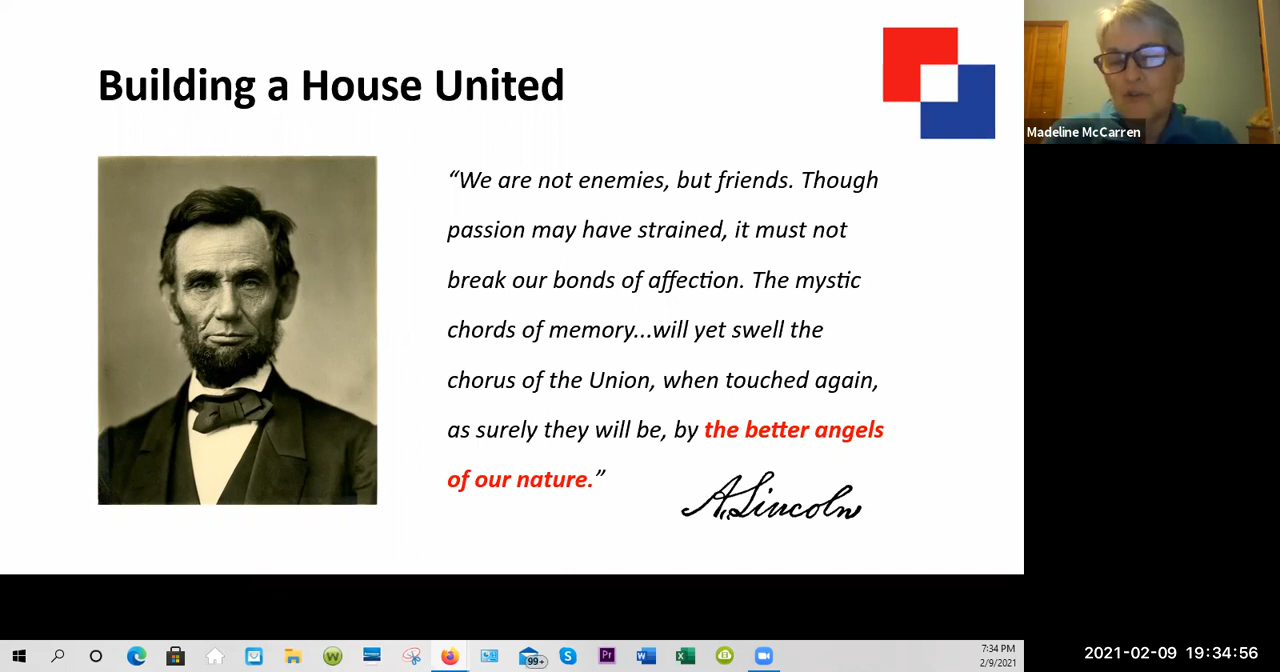 Building a House United
“We are not enemies, but friends. Though
passion may have strained, it must not
break our bonds of affection. The mystic
chords of memory...will yet swell the
chorus of the Union, when touched again,
as surely they will be, by the better angels
of our nature.”
A. Lincoln
Madeline McCarren
99+
Pr
7:34 PM
2/9/2021
2021-02-09 19:34:56